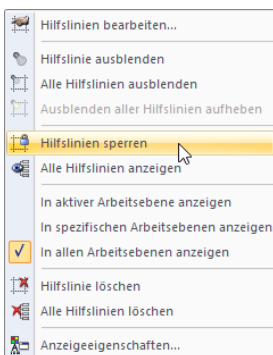 Hilfslinien bearbeiten...
Hilfslinie ausblenden
Alle Hilfslinien ausblenden
Ausblenden aller Hilfslinien aufheben
Hilfslinien sperren
Alle Hilfslinien anzeigen
In aktiver Arbeitsebene anzeigen
In spezifischen Arbeitsebenen anzeigen
In allen Arbeitsebenen anzeigen
Hilfslinie löschen
Alle Hilfslinien löschen
Anzeigeeigenschaften...